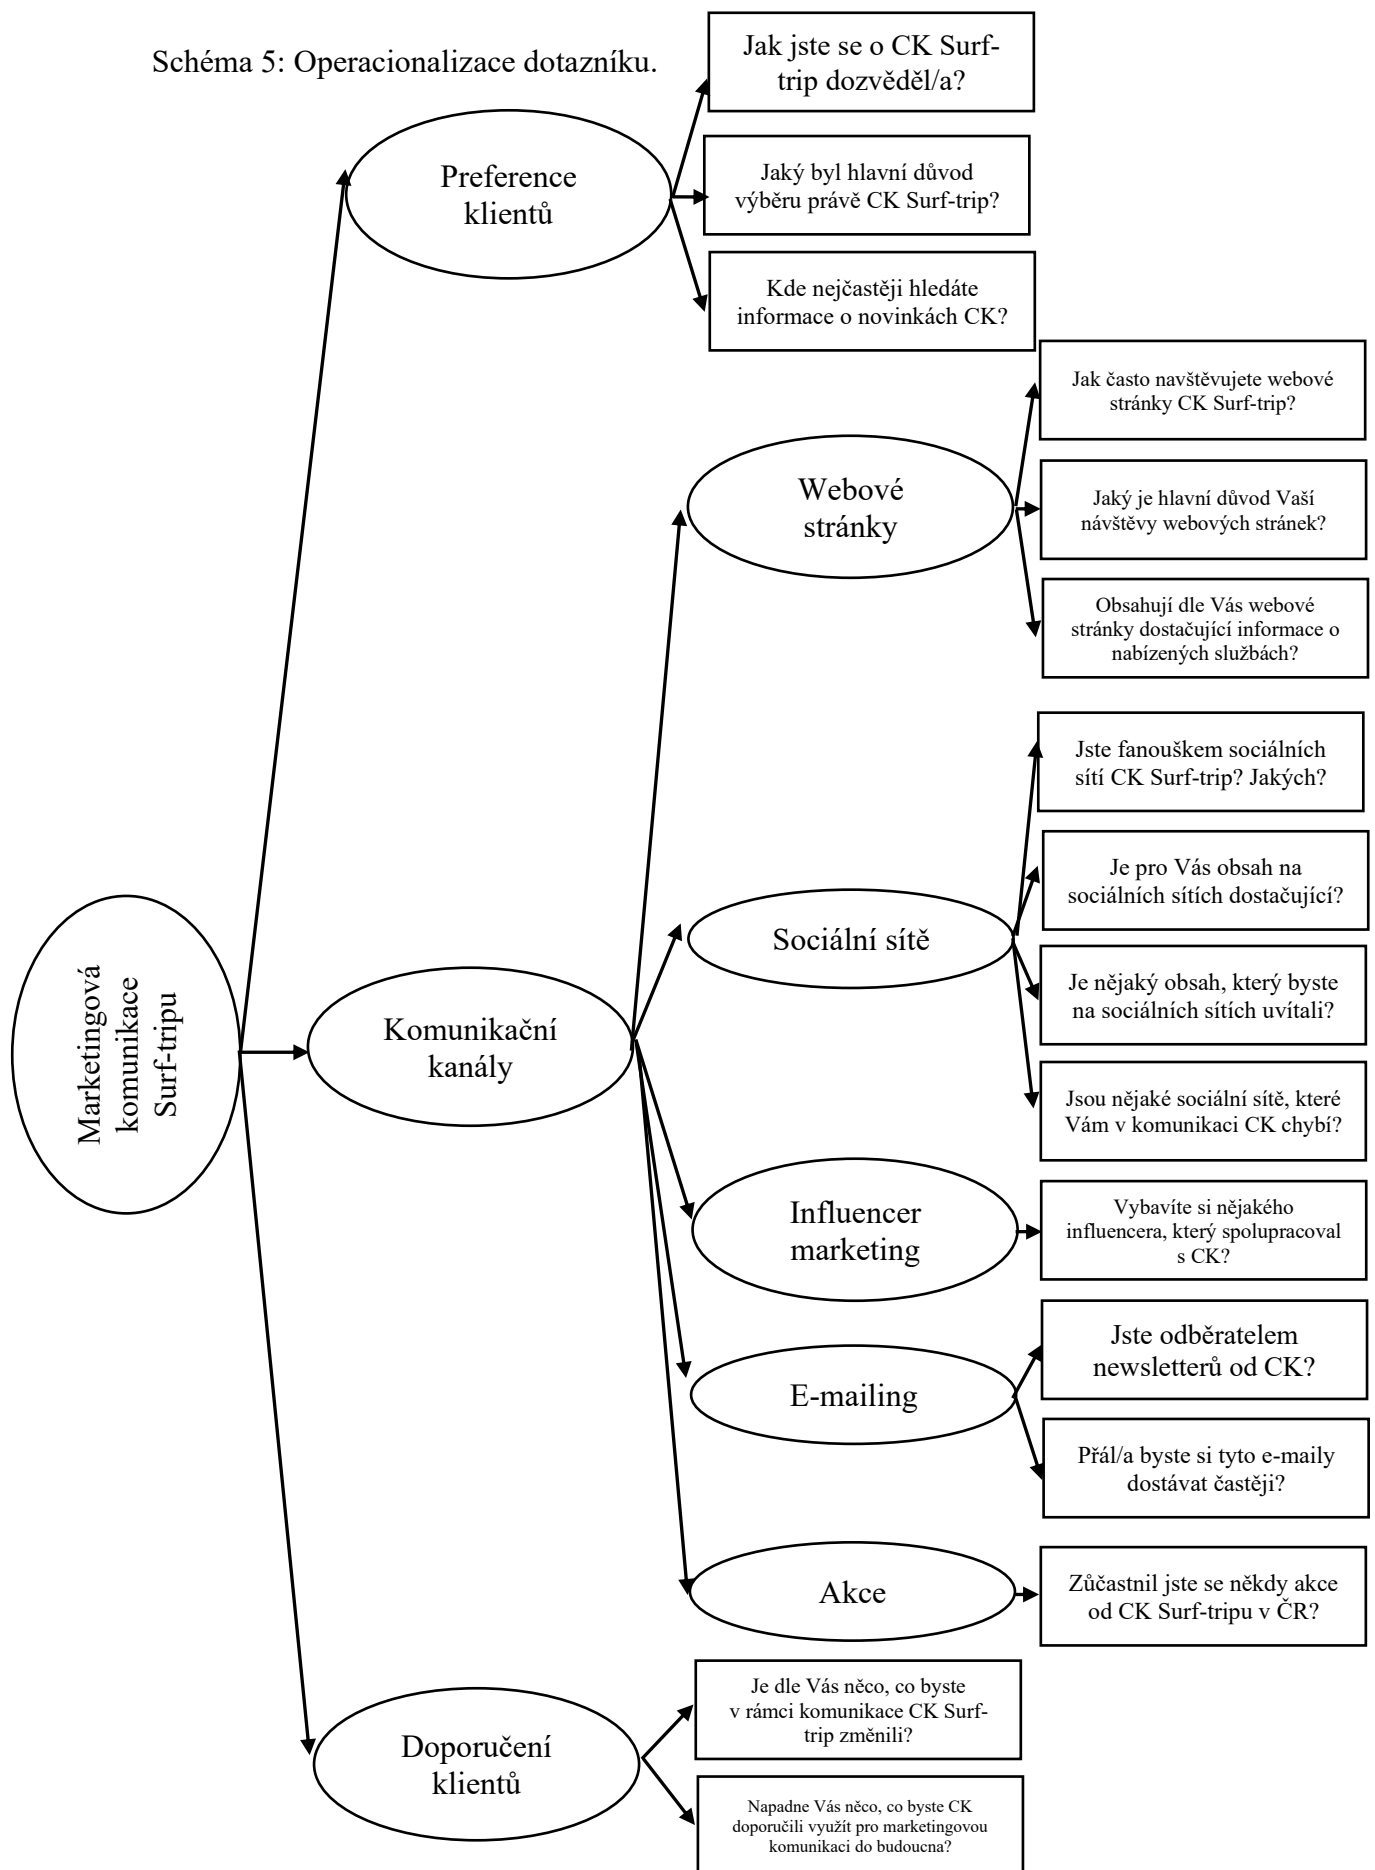 Schéma 5: Operacionalizace dotazníku.
Jak jste se o CK Surf-
trip dozvěděl/a?
Preference
klientů
Jaký byl hlavní důvod
výběru právě CK Surf-trip?
Kde nejčastěji hledáte
informace o novinkách CK?
Jak často navštěvujete webové
stránky CK Surf-trip?
Webové
stránky
Jaký je hlavní důvod Vaší
návštěvy webových stránek?
Obsahují dle Vás webové
stránky dostačující informace o
nabízených službách?
Jste fanouškem sociálních
sítí CK Surf-trip? Jakých?
Je pro Vás obsah na
sociálních sítích dostačující?
Sociální sítě
Je nějaký obsah, který byste
na sociálních sítích uvítali?
Marketingová
komunikace
Surf-tripu
Komunikační
kanály
Jsou nějaké sociální sítě, které
Vám v komunikaci CK chybí?
Influencer
marketing
Vybavíte si nějakého
influencera, který spolupracoval
s CK?
Jste odběratelem
newsletterů od CK?
E-mailing
Přál/a byste si tyto e-maily
dostávat častěji?
Akce
Zůčastnil jste se někdy akce
od CK Surf-tripu v ČR?
Je dle Vás něco, co byste
v rámci komunikace CK Surf-
trip změnili?
Doporučení
klientů
Napadne Vás něco, co byste CK
doporučili využít pro marketingovou
komunikaci do budoucna?